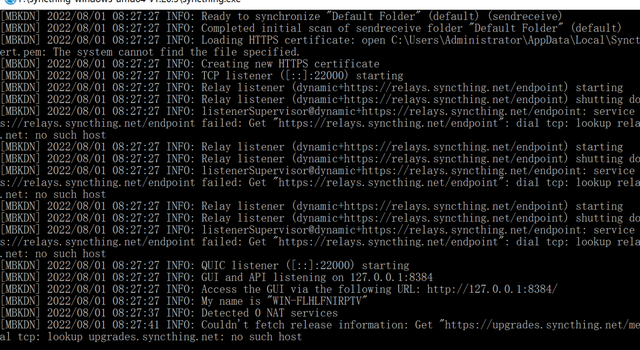 [MBKDN] 2022/08/01 08:27:27 INFO: Ready to synchronize "Default Folder" (default) (sendreceive)
[MBKDN] 2022/08/01 08:27:27 INFO: Completed initial scan of sendreceive folder "Default Folder" (default)
[MBKDN] 2022/08/01 08:27:27 INFO: Loading HTTPS certificate: open C:\Users\Administrator\AppData\Local\Sync
ert.pem: The system cannot find the file specified.
[MBKDN] 2022/08/01 08:27:27 INFO: Creating new HTTPS certificate
[MBKDN] 2022/08/01 08:27:27 INFO: TCP listener ([::]:22000) starting
[MBKDN] 2022/08/01 08:27:27 INFO: Relay listener (dynamic+https://relays.syncthing.net/endpoint) starting
[MBKDN] 2022/08/01 08:27:27 INFO: Relay listener (dynamic+https://relays.syncthing.net/endpoint) shutting do
[MBKDN] 2022/08/01 08:27:27 INFO: listenerSupervisor@dynamic+https://relays.syncthing.net/endpoint: service
s://relays.syncthing.net/endpoint failed: Get "https://relays.syncthing.net/endpoint": dial tcp: lookup rela
.net: no such host
[MBKDN] 2022/08/01 08:27:27 INFO: Relay listener (dynamic+https://relays.syncthing.net/endpoint) starting
[MBKDN] 2022/08/01 08:27:27 INFO: Relay listener (dynamic+https://relays.syncthing.net/endpoint) shutting do
[MBKDN] 2022/08/01 08:27:27 INFO: listenerSupervisor@dynamic+https://relays.syncthing.net/endpoint: service
s://relays.syncthing.net/endpoint failed: Get "https://relays.syncthing.net/endpoint": dial tcp: lookup rela
.net: no such host
[MBKDN] 2022/08/01 08:27:27 INFO: Relay listener (dynamic+https://relays.syncthing.net/endpoint) starting
[MBKDN] 2022/08/01 08:27:27 INFO: Relay listener (dynamic+https://relays.syncthing.net/endpoint) shutting do
[MBKDN] 2022/08/01 08:27:27 INFO: listenerSupervisor@dynamic+https://relays.syncthing.net/endpoint: service
s://relays.syncthing.net/endpoint failed: Get "https://relays.syncthing.net/endpoint": dial tcp: lookup rela
.net: no such host
[MBKDN] 2022/08/01 08:27:27 INFO: QUIC listener ([::]:22000) starting
[MBKDN] 2022/08/01 08:27:27 INFO: GUI and API listening on 127.0.0.1:8384
[MBKDN] 2022/08/01 08:27:27 INFO: Access the GUI via the following URL: http://127.0.0.1:8384/
[MBKDN] 2022/08/01 08:27:27 INFO: My name is "WIN-FLHLFNIRPTV"
[MBKDN] 2022/08/01 08:27:37 INFO: Detected 0 NAT services
[MBKDN] 2022/08/01 08:27:41 INFO: Couldn't fetch release information: Get "https://upgrades.syncthing.net/me
al tcp: lookup upgrades.syncthing.net: no such host